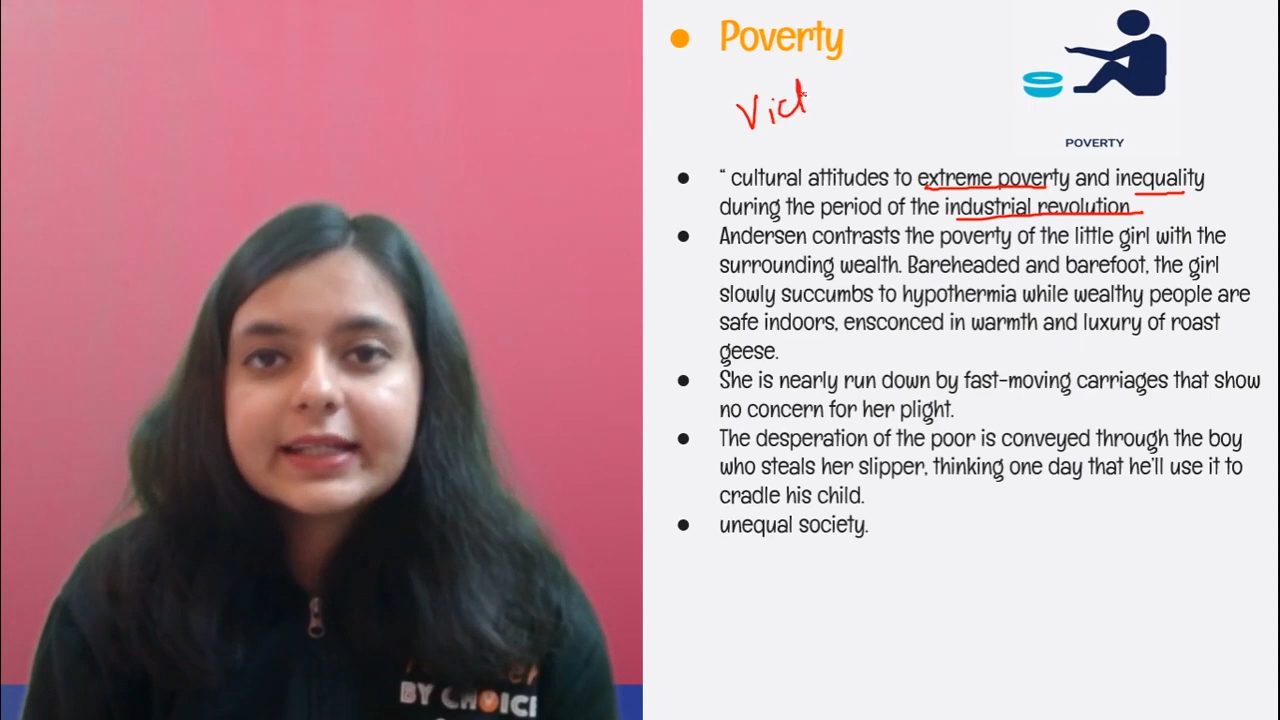 Poverty
Vict
POVERTY
“ cultural attitudes to extreme poverty and inequality
during the period of the industrial revolution
Andersen contrasts the poverty of the little girl with the
surrounding wealth. Bareheaded and barefoot, the girl
slowly succumbs to hypothermia while wealthy people are
safe indoors, ensconced in warmth and luxury of roast
geese.
She is nearly run down by fast-moving carriages that show
no concern for her plight.
The desperation of the poor is conveyed through the boy
who steals her slipper, thinking one day that he'll use it to
cradle his child.
unequal society.
BY CHOICE